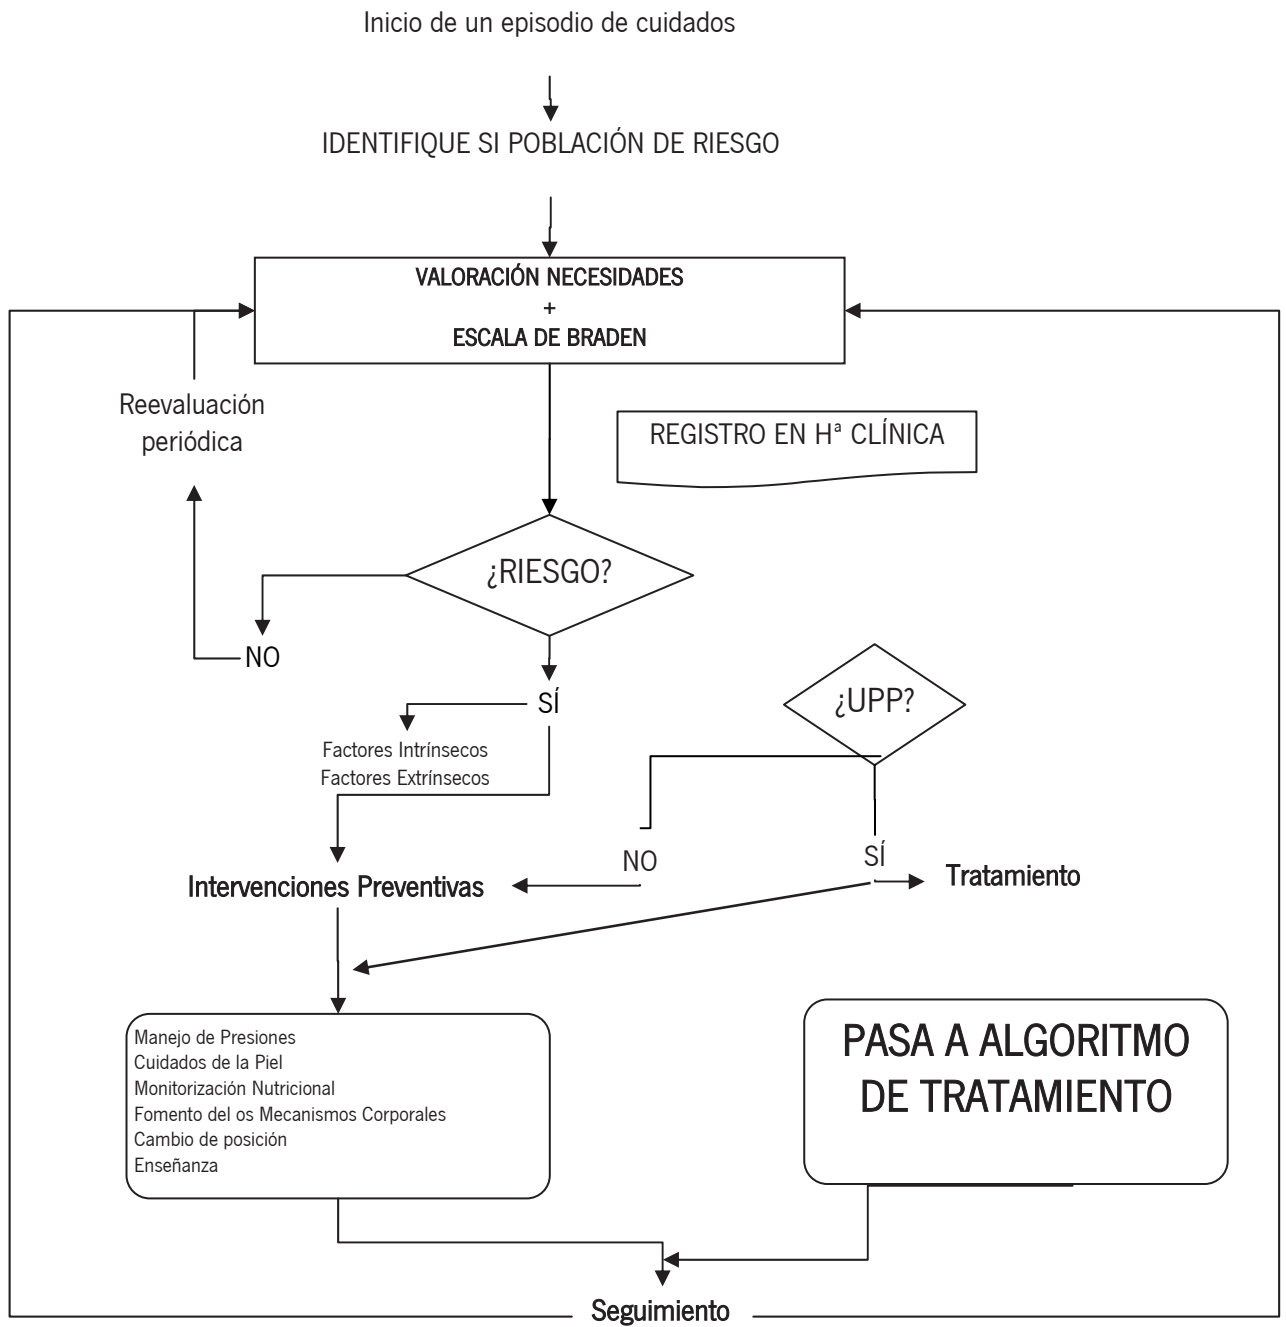 Inicio de un episodio de cuidados
IDENTIFIQUE SI POBLACIÓN DE RIESGO
VALORACIÓN NECESIDADES
+
ESCALA DE BRADEN
Reevaluación
periódica
REGISTRO EN Hª CLÍNICA
¿RIESGO?
NO
SÍ
¿UPP?
Factores Intrínsecos
Factores Extrínsecos
NO
SÍ
Intervenciones Preventivas
Tratamiento
Manejo de Presiones
Cuidados de la Piel
Monitorización Nutricional
Fomento del os Mecanismos Corporales
Cambio de posición
Enseñanza
PASA A ALGORITMO
DE TRATAMIENTO
Seguimiento